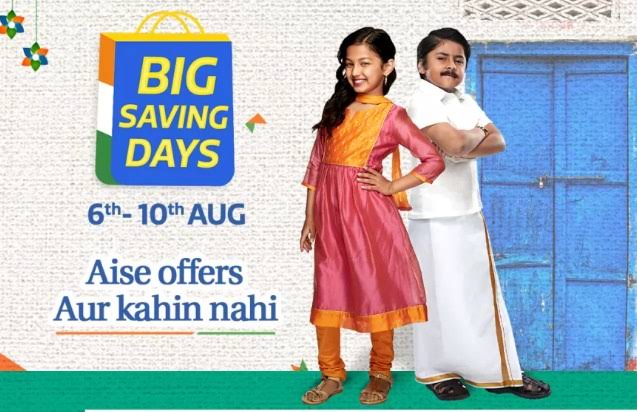 BIG
SAVING
DAYS
6th - 10th AUG
Aise offers
Aur kahin nahi